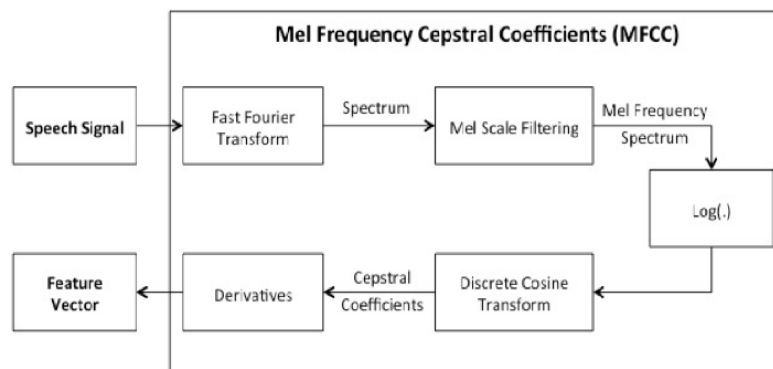 Mel Frequency Cepstral Coefficients (MFCC)
Speech Signal
Fast Fourier
Transform
Spectrum
Mel Scale Filtering
Mel Frequency
Spectrum
Log(.)
Discrete Cosine
Transform
Cepstral
Coefficients
Derivatives
Feature
Vector